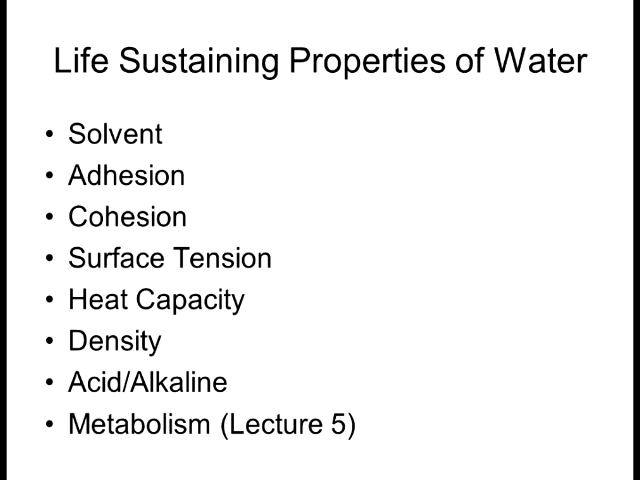 Life Sustaining Properties of Water
• Solvent
• Adhesion
• Cohesion
• Surface Tension
• Heat Capacity
• Density
• Acid/Alkaline
• Metabolism (Lecture 5)